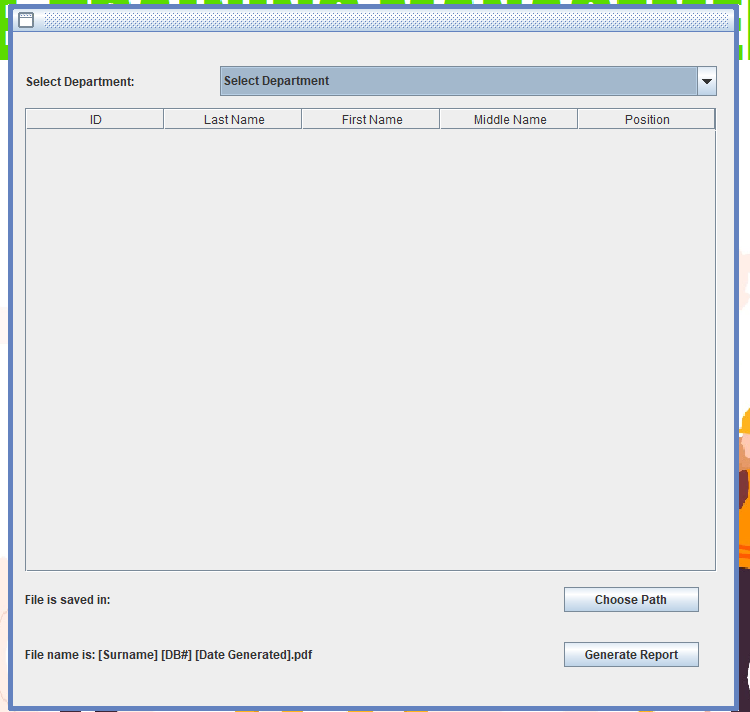 Select Department: Select Department
ID Last Name First Name Middle Name Position
File is saved in: Choose Path
File name is: [Surname] [DB#] [Date Generated].pdf Generate Report